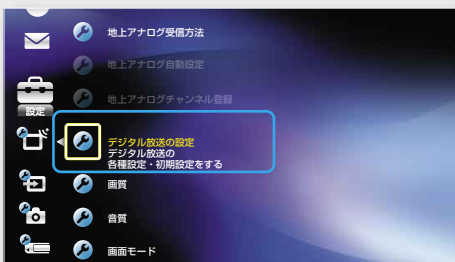 地上アナログ受信方法
地上アナログ自動設定
地上アナログチャンネル登録
設定
デジタル放送の設定
デジタル放送の
各種設定・初期設定をする
画質
音質
画面モード